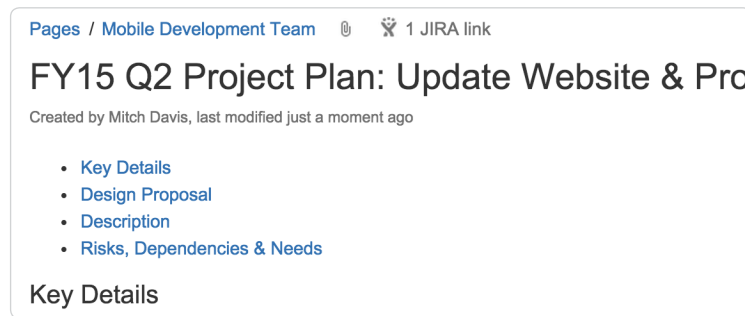 Pages / Mobile Development Team 1 JIRA link
FY15 Q2 Project Plan: Update Website & Pro
Created by Mitch Davis, last modified just a moment ago
• Key Details
• Design Proposal
• Description
• Risks, Dependencies & Needs
Key Details